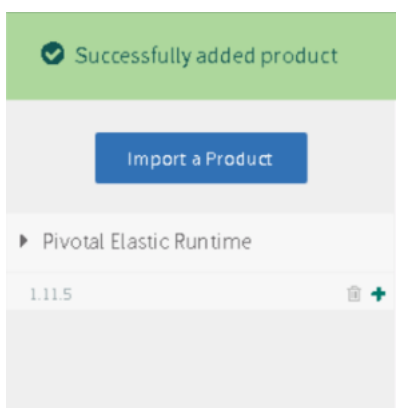 Successfully added product
Import a Product
Pivotal Elastic Runtime
1.11.5